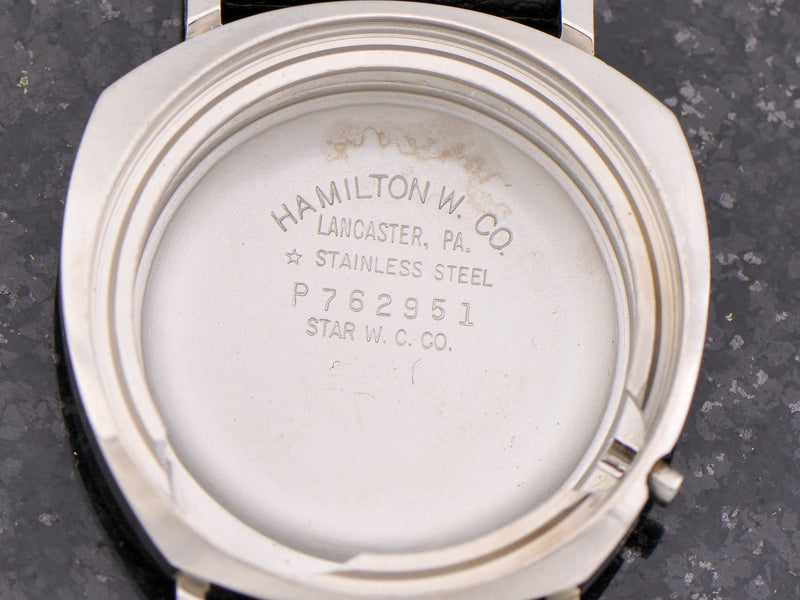 HAMILTON W. CO.
LANCASTER, PA.
☆ STAINLESS STEEL
P762951
STAR W. C. CO.